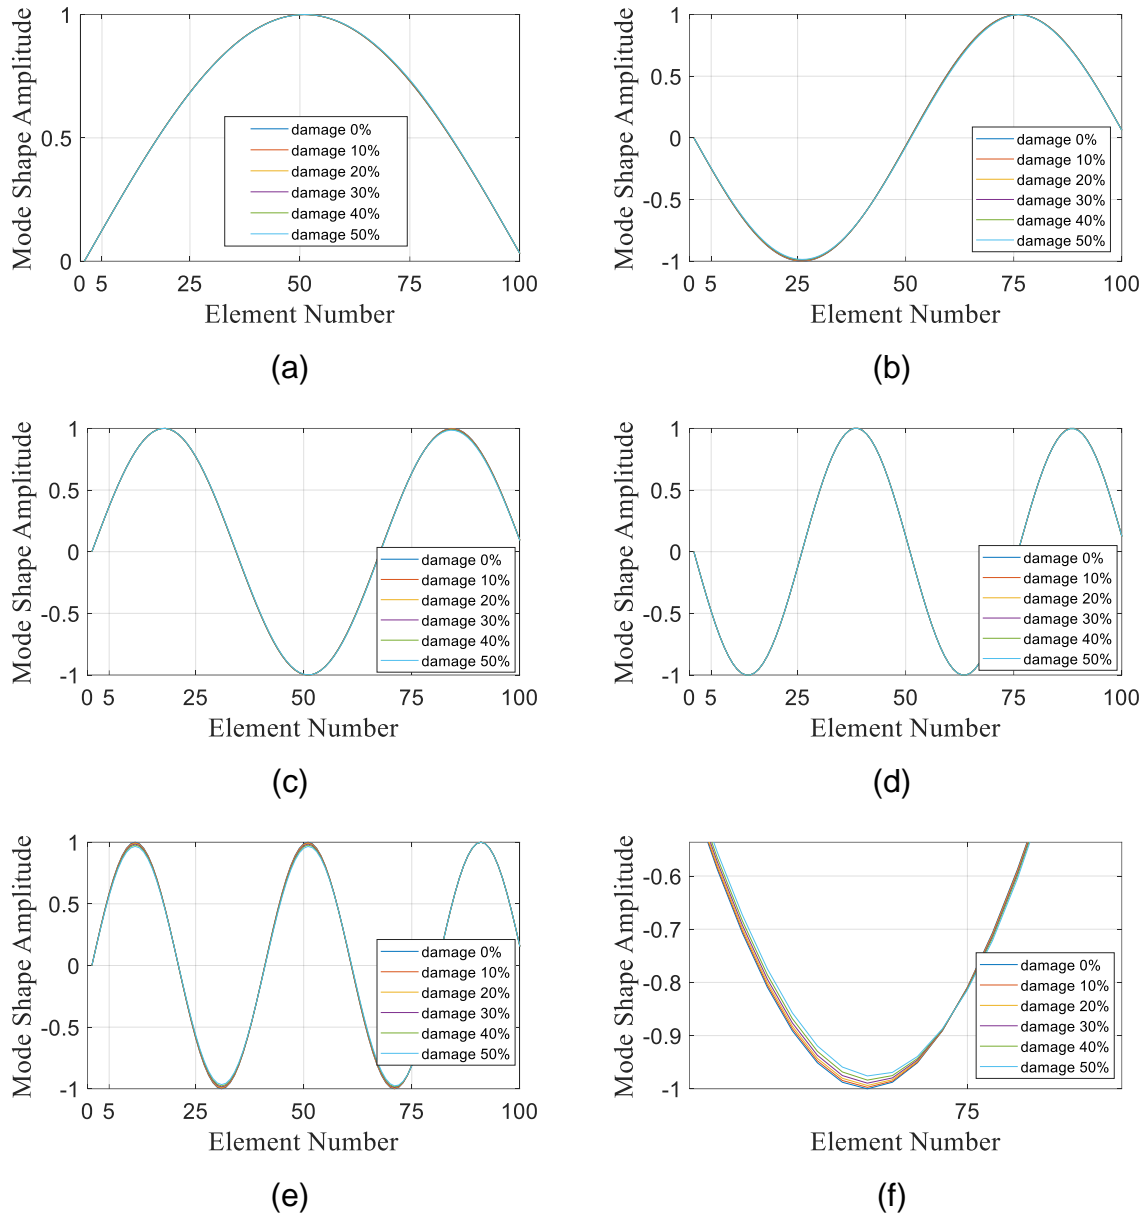 1
0.5
0
Mode Shape Amplitude
damage 0%
damage 10%
damage 20%
damage 30%
damage 40%
damage 50%
0 5 25 50 75 100
Element Number
(a)
1
0.5
0
-0.5
-1
Mode Shape Amplitude
damage 0%
damage 10%
damage 20%
damage 30%
damage 40%
damage 50%
0 5 25 50 75 100
Element Number
(b)
1
0.5
0
-0.5
-1
Mode Shape Amplitude
damage 0%
damage 10%
damage 20%
damage 30%
damage 40%
damage 50%
0 5 25 50 75 100
Element Number
(c)
1
0.5
0
-0.5
-1
Mode Shape Amplitude
damage 0%
damage 10%
damage 20%
damage 30%
damage 40%
damage 50%
0 5 25 50 75 100
Element Number
(d)
1
0.5
0
-0.5
-1
Mode Shape Amplitude
damage 0%
damage 10%
damage 20%
damage 30%
damage 40%
damage 50%
0 5 25 50 75 100
Element Number
(e)
-0.6
-0.7
-0.8
-0.9
-1
Mode Shape Amplitude
damage 0%
damage 10%
damage 20%
damage 30%
damage 40%
damage 50%
75
Element Number
(f)